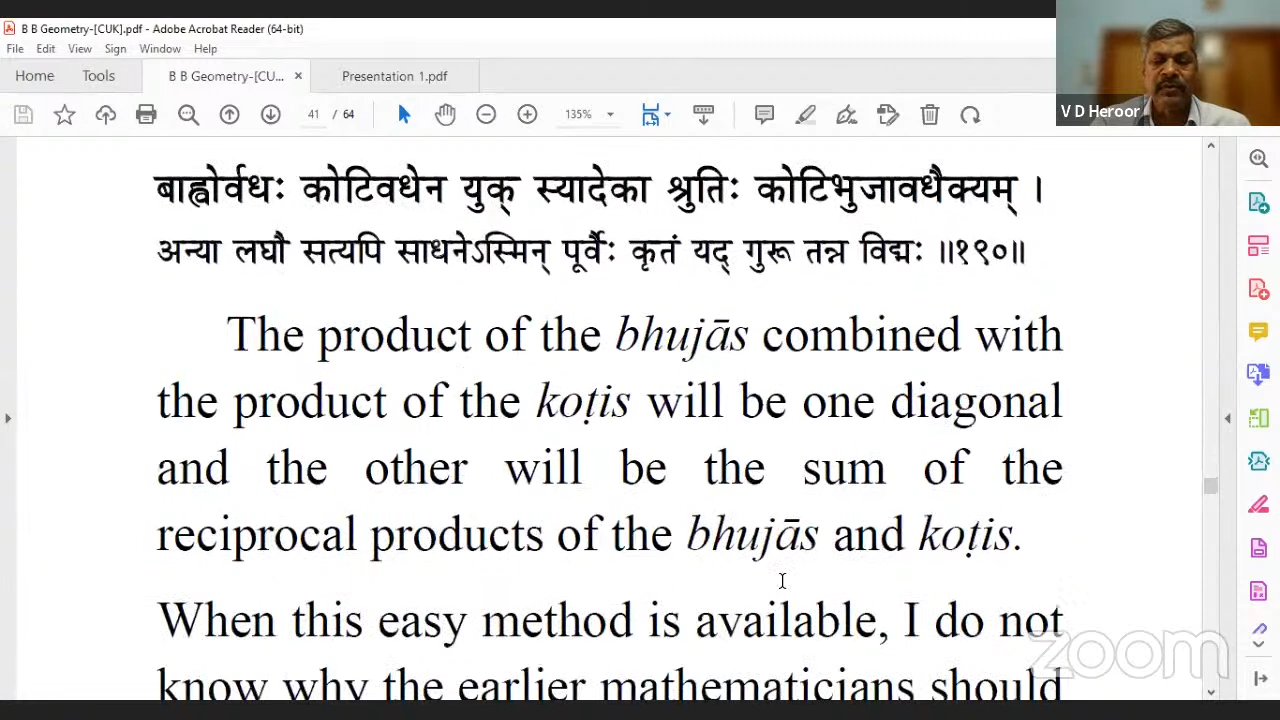 B B Geometry-[CUK].pdf - Adobe Acrobat Reader (64-bit)
File Edit View Sign Window Help
Home Tools B B Geometry-[CU... × Presentation 1.pdf
41 / 64 135%
V D Heroor
बाह्वोर्वधः कोटिवधेन युक् स्यादेका श्रुतिः कोटिभुजावधैक्यम् ।
अन्या लघौ सत्यपि साधनेऽस्मिन् पूर्वैः कृतं यद् गुरू तन्न विद्मः ॥१९०॥
The product of the bhujās combined with
the product of the koṭis will be one diagonal
and the other will be the sum of the
reciprocal products of the bhujās and koṭis.
When this easy method is available, I do not
know why the earlier mathematicians should
zoom